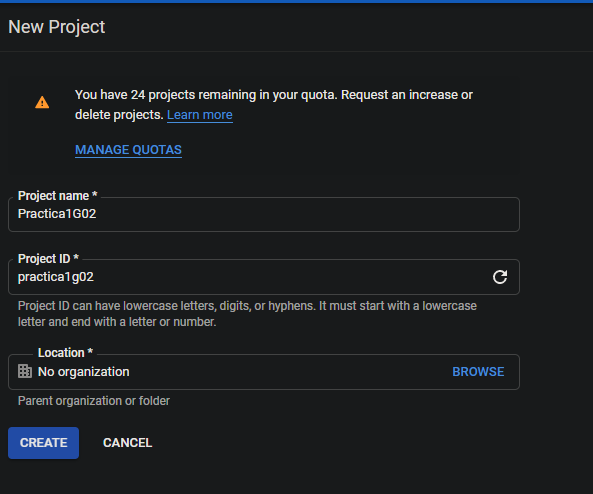 New Project
You have 24 projects remaining in your quota. Request an increase or
delete projects. Learn more
MANAGE QUOTAS
Project name *
Practica1G02
Project ID *
practica1g02
Project ID can have lowercase letters, digits, or hyphens. It must start with a lowercase
letter and end with a letter or number.
Location *
No organization BROWSE
Parent organization or folder
CREATE CANCEL